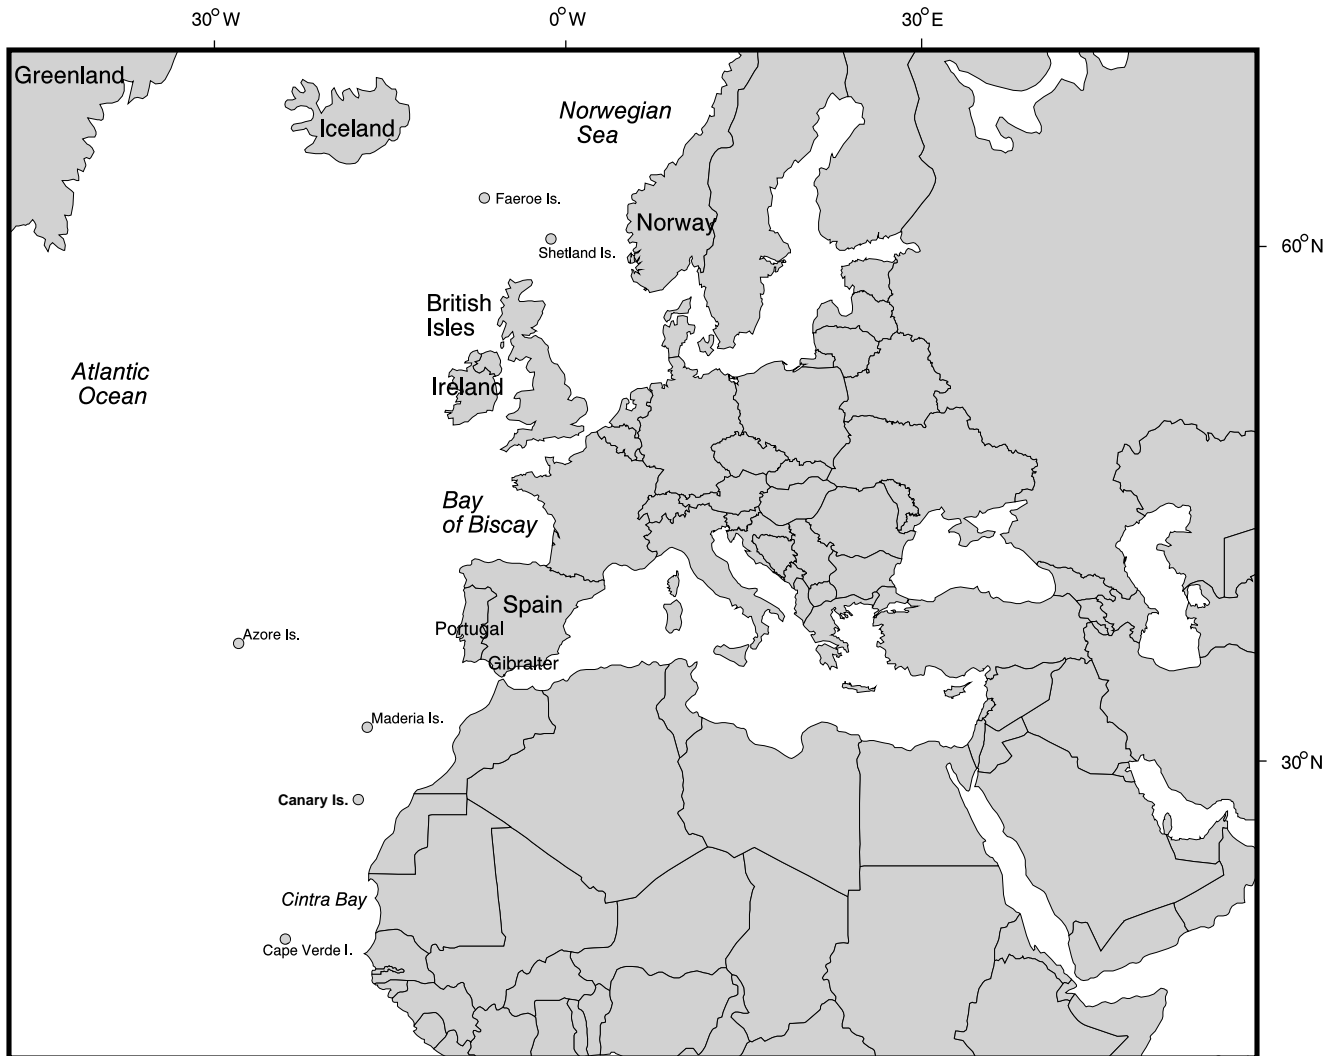 30°W
0°W
30°E
Greenland
Iceland
Norwegian
Sea
Faeroe Is.
Norway
Shetland Is.
60°N
British
Isles
Atlantic
Ocean
Ireland
Bay
of Biscay
Spain
Portugal
Azore Is.
Gibralter
Maderia Is.
30°N
Canary Is.
Cintra Bay
Cape Verde I.